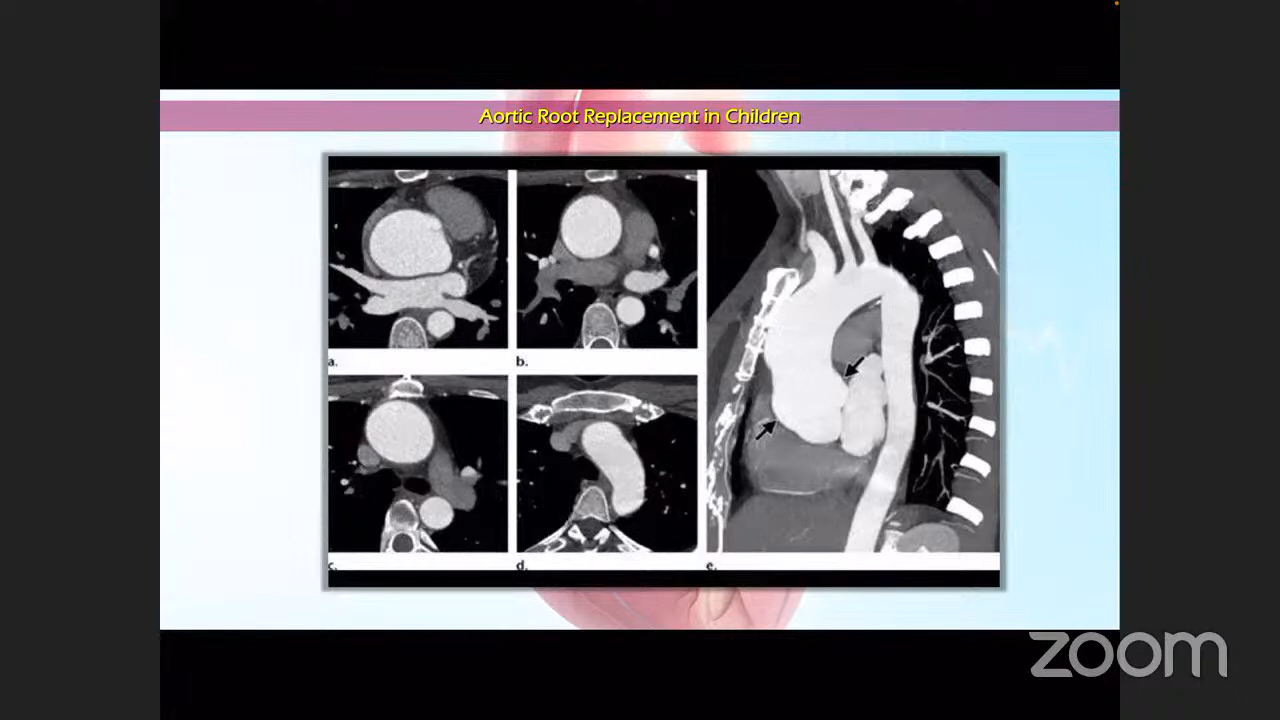 Aortic Root Replacement in Children
a.
b.
c.
d.
e.
zoom